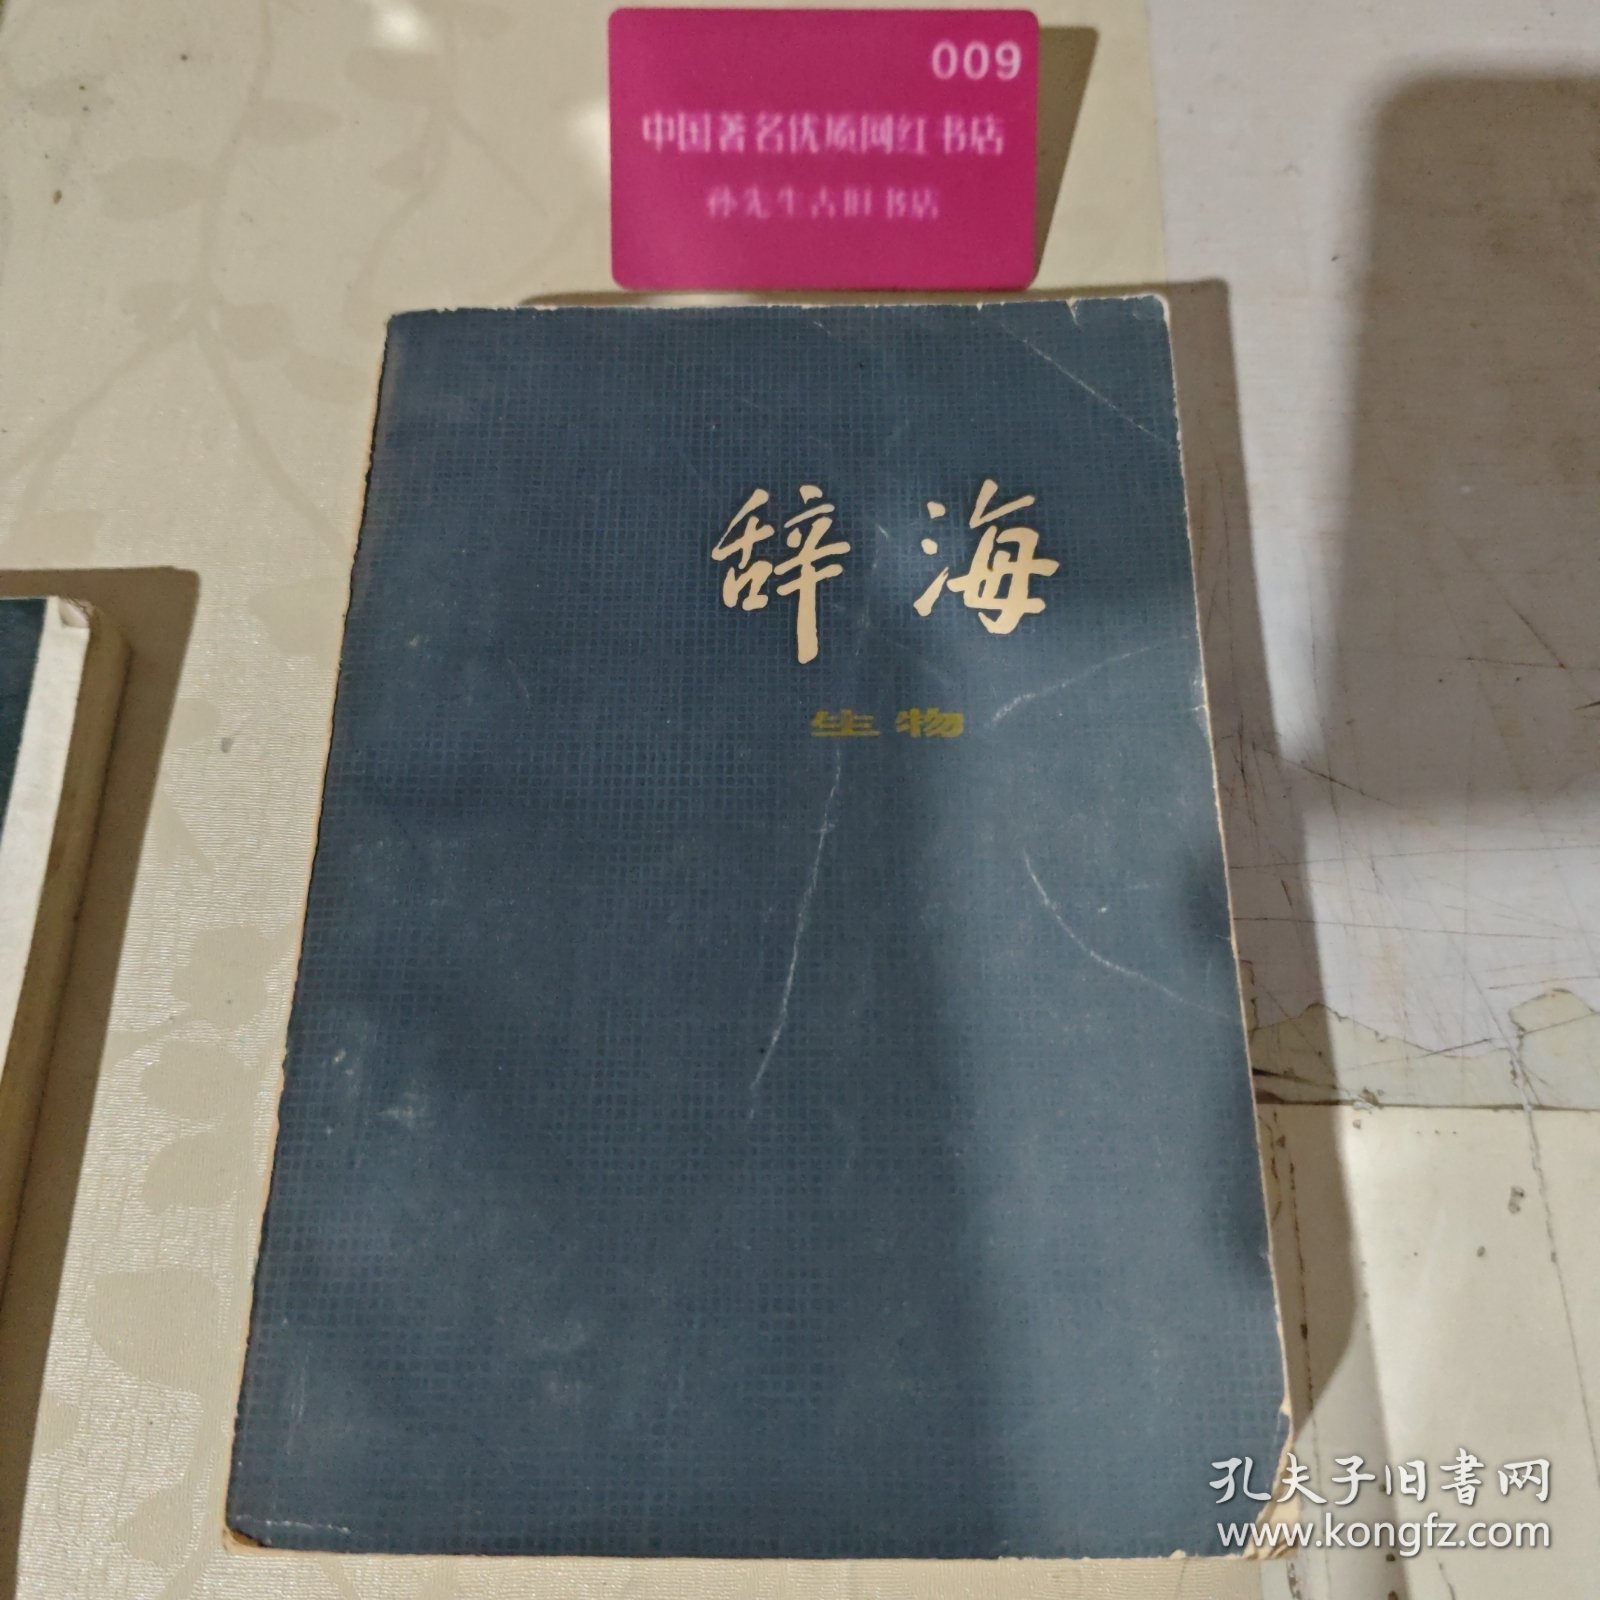 009
中国著名优质网红书店
孙先生古旧书店
辞海
生物
孔夫子旧书网
www.kongfz.com